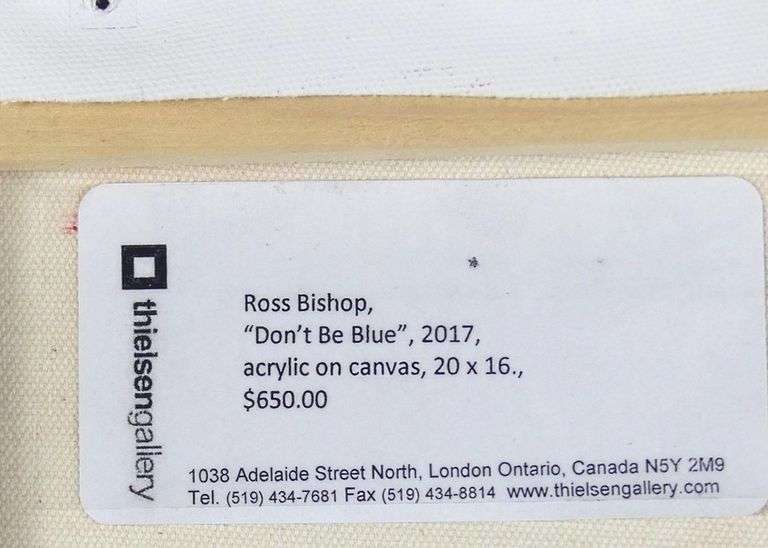 thielsengallery
Ross Bishop,
“Don’t Be Blue”, 2017,
acrylic on canvas, 20 x 16.,
$650.00
1038 Adelaide Street North, London Ontario, Canada N5Y 2M9
Tel. (519) 434-7681 Fax (519) 434-8814 www.thielsengallery.com